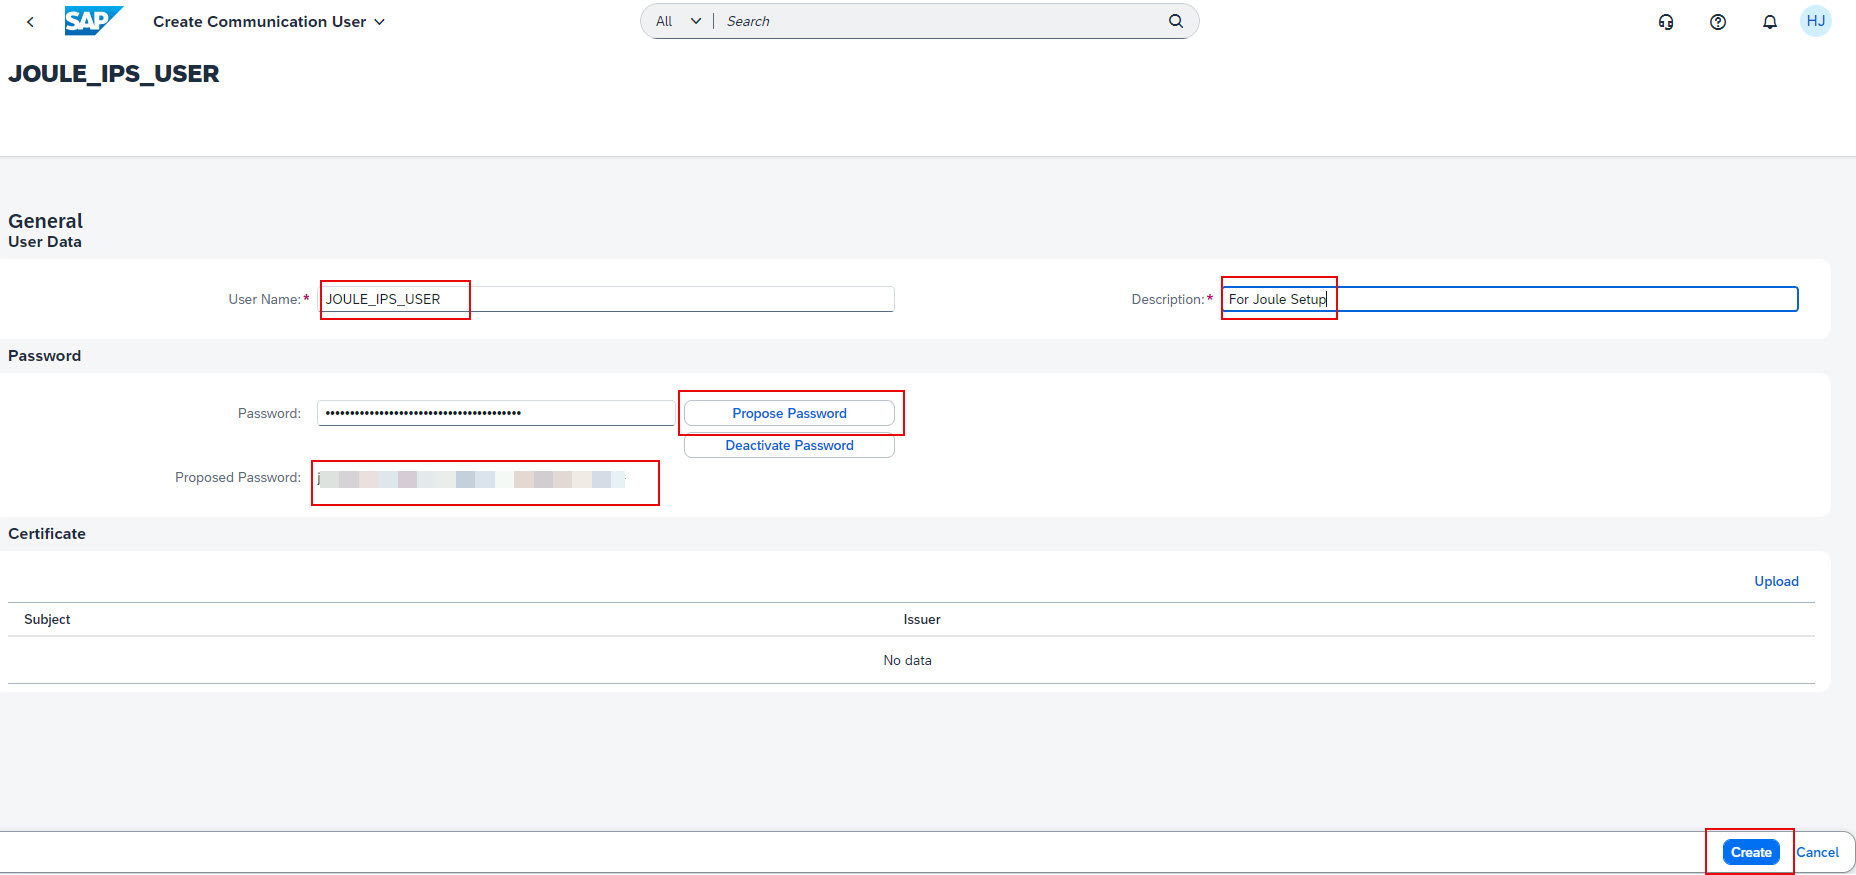 SAP Create Communication User
All Search
HJ
JOULE_IPS_USER
General
User Data
User Name:* JOULE_IPS_USER
Description:* For Joule Setup
Password
Password: •••••••••••••••••••••••••••••••••••••••• Propose Password
Deactivate Password
Proposed Password: j
Certificate
Upload
Subject Issuer
No data
Create Cancel